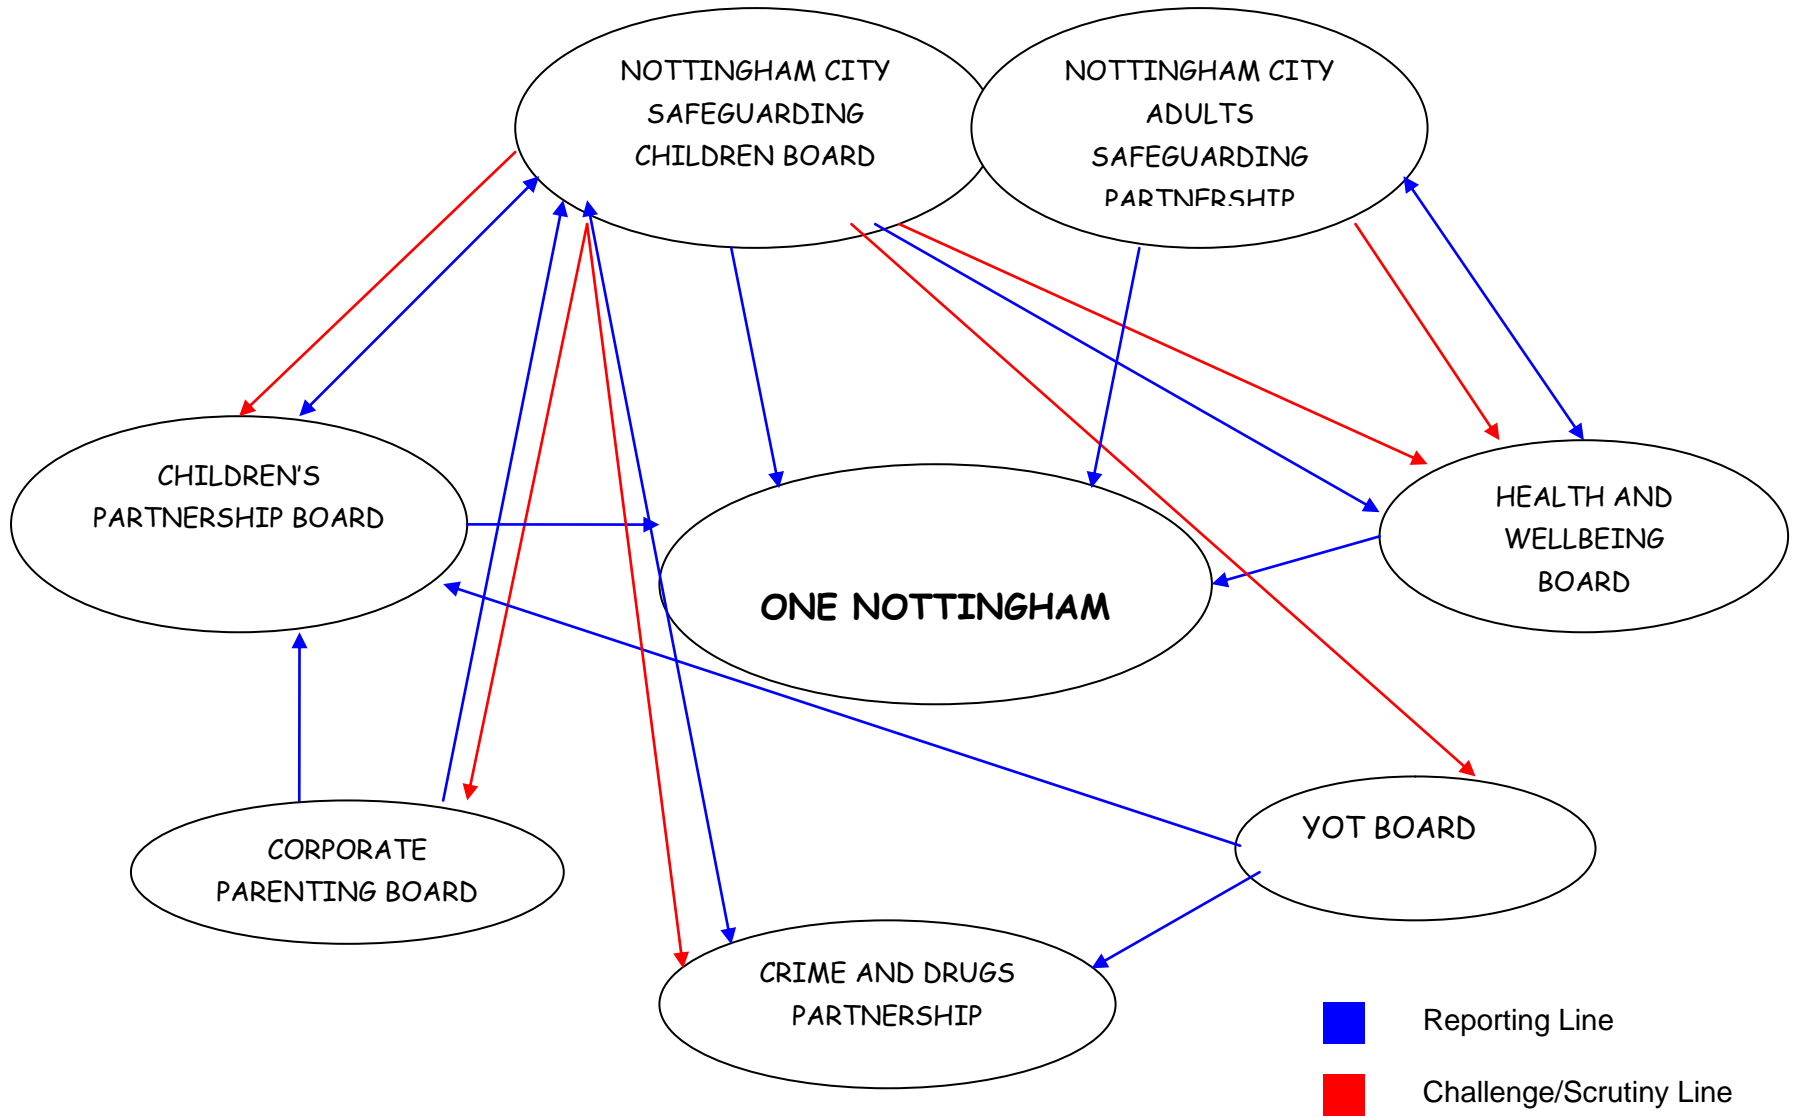 NOTTINGHAM CITY
SAFEGUARDING
CHILDREN BOARD
NOTTINGHAM CITY
ADULTS
SAFEGUARDING
PARTNERSHIP
CHILDREN'S
PARTNERSHIP BOARD
HEALTH AND
WELLBEING
BOARD
ONE NOTTINGHAM
YOT BOARD
CORPORATE
PARENTING BOARD
CRIME AND DRUGS
PARTNERSHIP
Reporting Line
Challenge/Scrutiny Line